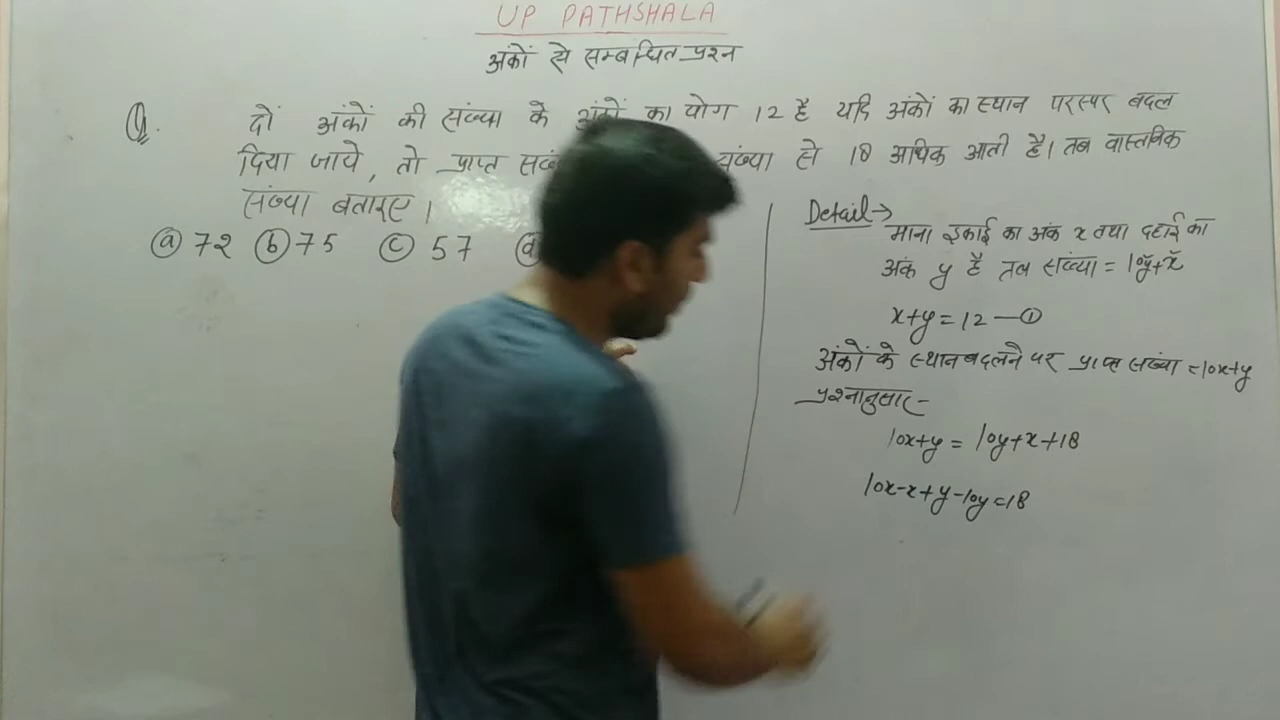 UP PATHSHALA
अंकों से सम्बन्धित प्रश्न
Q. दों अंकों की संख्या के अंकों का योग 12 है यदि अंकों का स्थान परस्पर बदल
दिया जाये, तो प्राप्त संख्या से 18 अधिक आती है। तब वास्तविक
संख्या बताइए।
(a) 72 (b) 75 (c) 57 (d)
Detail→
माना इकाई का अंक x तथा दहाई का
अंक y है तब संख्या = 10y+x
x+y=12 —①
अंकों के स्थान बदलने पर प्राप्त संख्या =10x+y
प्रश्नानुसार-
10x+y = 10y+x+18
10x-x+y-10y=18